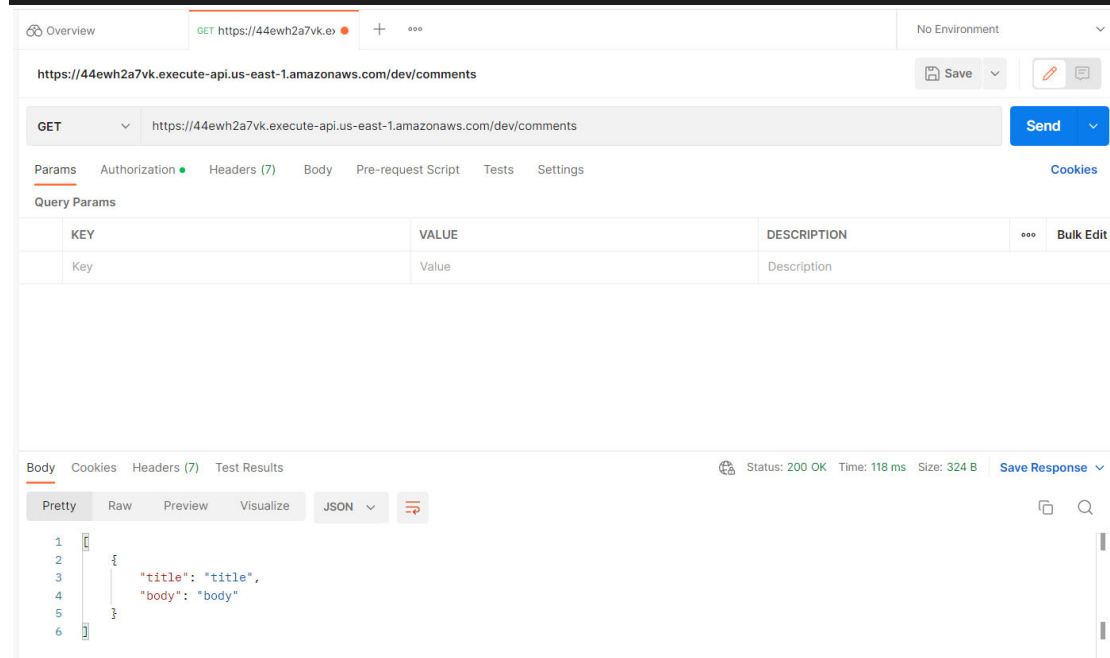 Overview GET https://44ewh2a7vk.ex No Environment
https://44ewh2a7vk.execute-api.us-east-1.amazonaws.com/dev/comments Save
GET https://44ewh2a7vk.execute-api.us-east-1.amazonaws.com/dev/comments Send
Params Authorization Headers (7) Body Pre-request Script Tests Settings Cookies
Query Params
KEY VALUE DESCRIPTION Bulk Edit
Key Value Description
Body Cookies Headers (7) Test Results Status: 200 OK Time: 118 ms Size: 324 B Save Response
Pretty Raw Preview Visualize JSON
1 [
2 {
3 "title": "title",
4 "body": "body"
5 }
6 ]